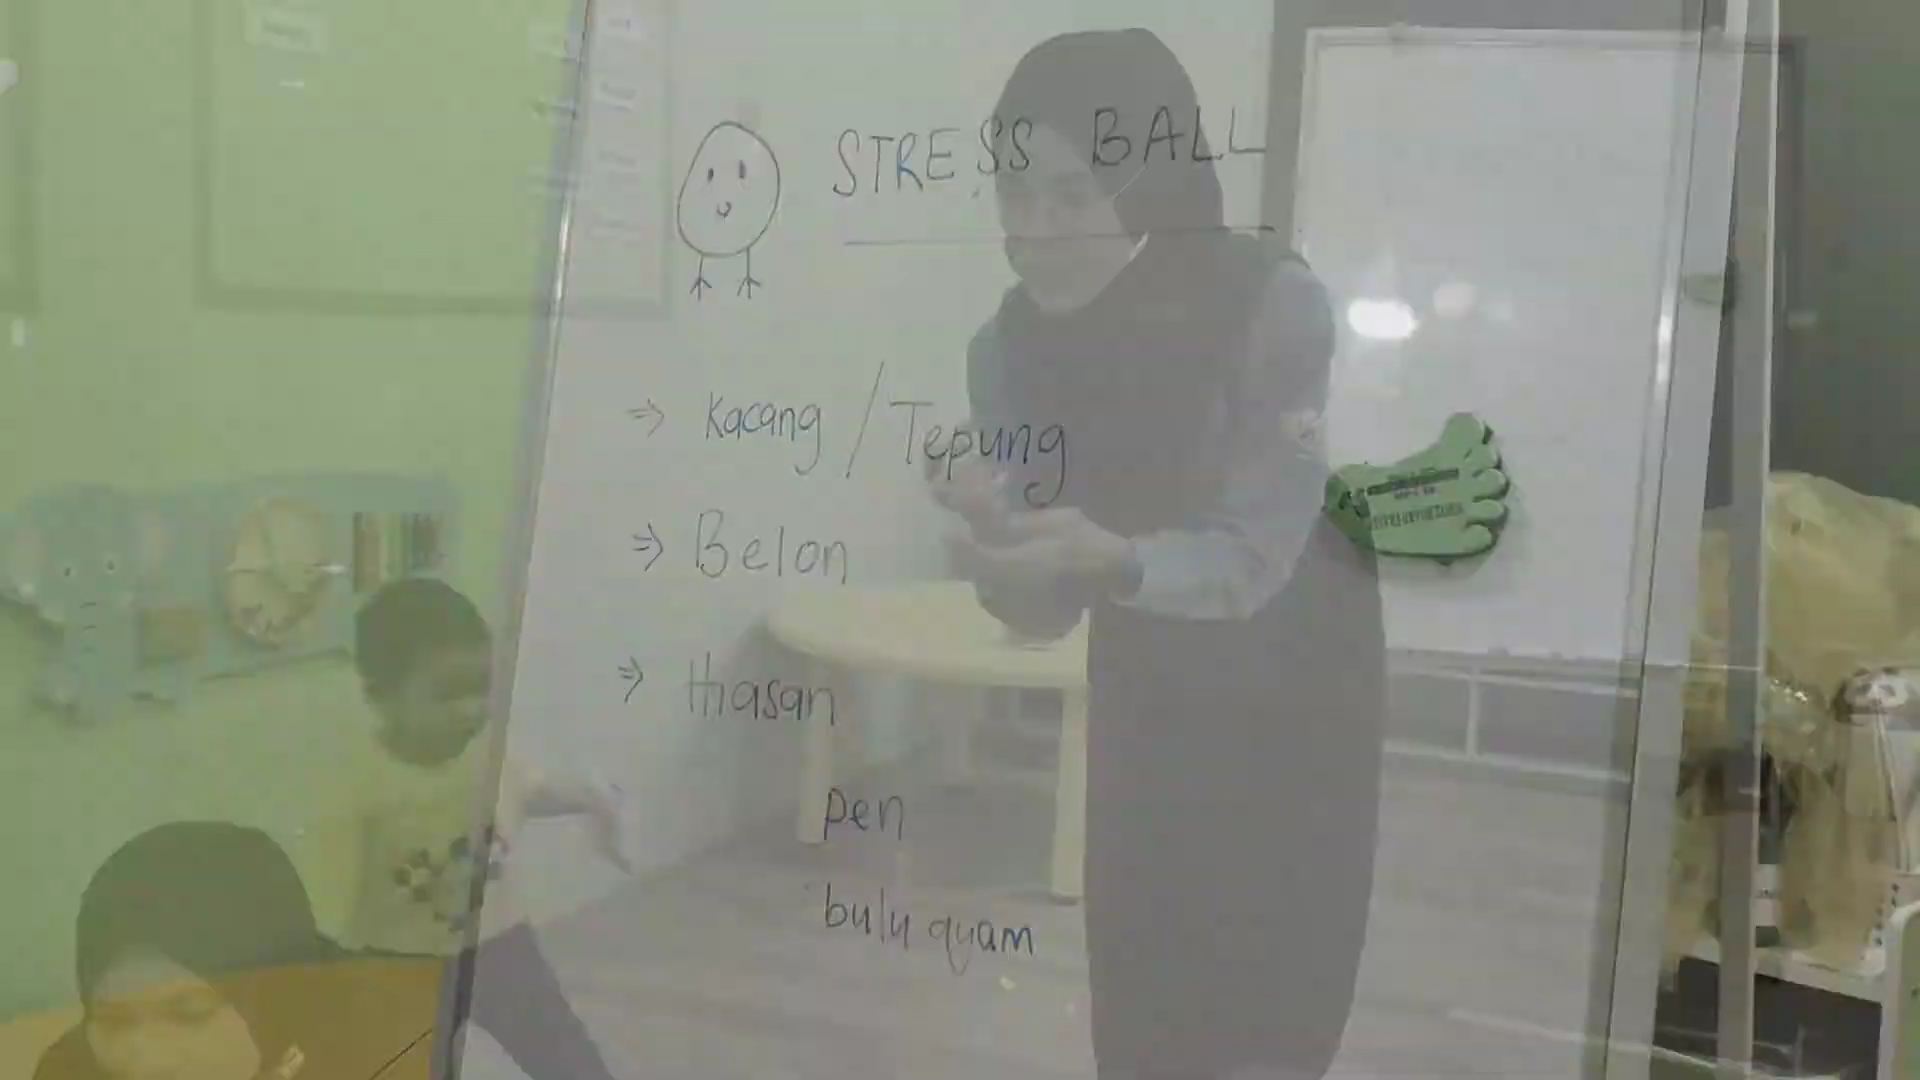 STRESS BALL
⇒ Kacang / Tepung
⇒ Belon
⇒ Hiasan
pen
bulu ayam